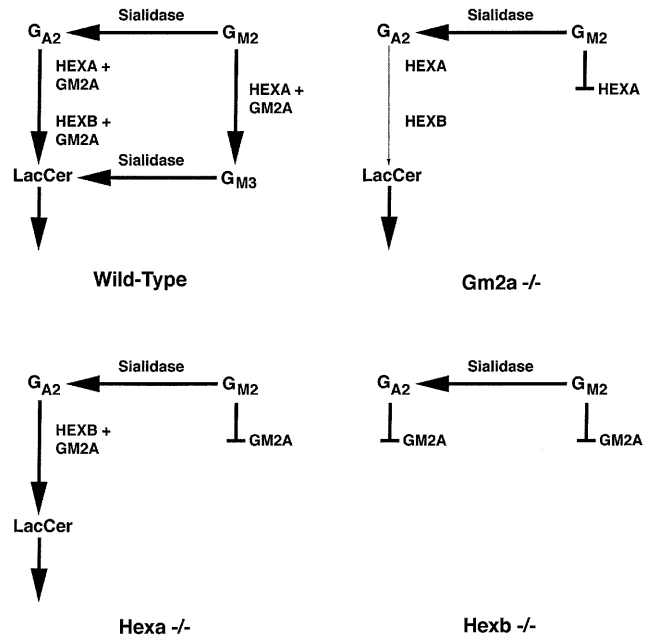 Sialidase
GA2
GM2
HEXA +
GM2A
HEXA +
GM2A
HEXB +
GM2A
Sialidase
LacCer
GM3
Wild-Type
Sialidase
GA2
GM2
HEXA
HEXA
HEXB
LacCer
Gm2a -/-
Sialidase
GA2
GM2
HEXB +
GM2A
GM2A
LacCer
Hexa -/-
Sialidase
GA2
GM2
GM2A
GM2A
Hexb -/-